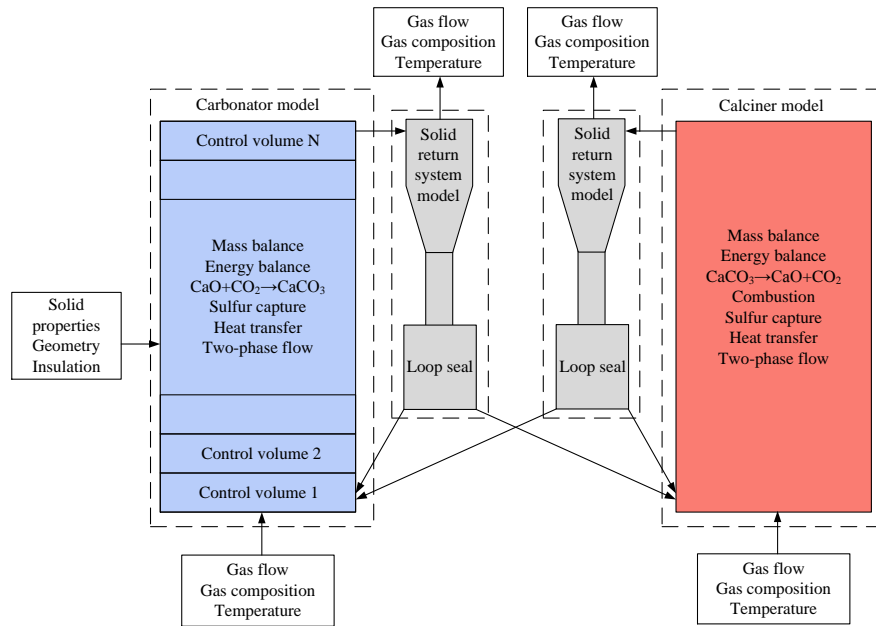 Gas flow
Gas composition
Temperature
Gas flow
Gas composition
Temperature
Carbonator model
Calciner model
Control volume N
Solid
return
system
model
Solid
return
system
model
Mass balance
Energy balance
CaO+CO₂→CaCO₃
Sulfur capture
Heat transfer
Two-phase flow
Mass balance
Energy balance
CaCO₃→CaO+CO₂
Combustion
Sulfur capture
Heat transfer
Two-phase flow
Solid
properties
Geometry
Insulation
Loop seal
Loop seal
Control volume 2
Control volume 1
Gas flow
Gas composition
Temperature
Gas flow
Gas composition
Temperature